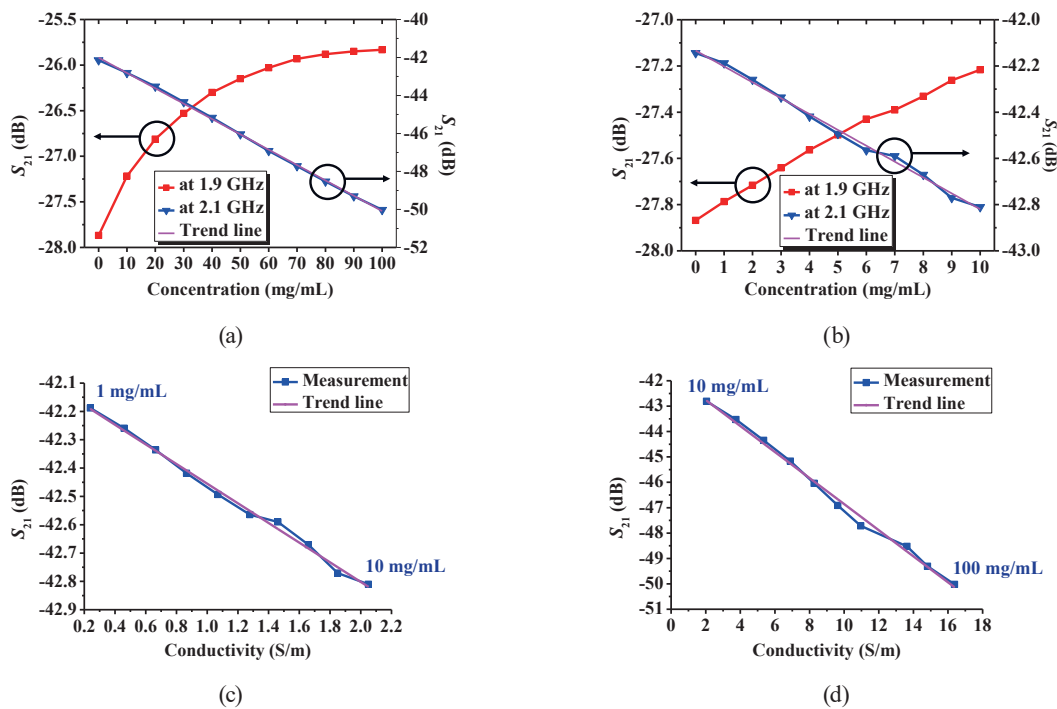 -25.5
-26.0
-26.5
-27.0
-27.5
-28.0
S21 (dB)
-40
-42
-44
-46
-48
-50
-52
S21 (dB)
at 1.9 GHz
at 2.1 GHz
Trend line
0 10 20 30 40 50 60 70 80 90 100
Concentration (mg/mL)
(a)
-27.0
-27.2
-27.4
-27.6
-27.8
-28.0
S21 (dB)
-42.0
-42.2
-42.4
-42.6
-42.8
-43.0
S21 (dB)
at 1.9 GHz
at 2.1 GHz
Trend line
0 1 2 3 4 5 6 7 8 9 10
Concentration (mg/mL)
(b)
-42.1
-42.2
-42.3
-42.4
-42.5
-42.6
-42.7
-42.8
-42.9
S21 (dB)
1 mg/mL
Measurement
Trend line
10 mg/mL
0.2 0.4 0.6 0.8 1.0 1.2 1.4 1.6 1.8 2.0 2.2
Conductivity (S/m)
(c)
-42
-43
-44
-45
-46
-47
-48
-49
-50
-51
S21 (dB)
10 mg/mL
Measurement
Trend line
100 mg/mL
0 2 4 6 8 10 12 14 16 18
Conductivity (S/m)
(d)